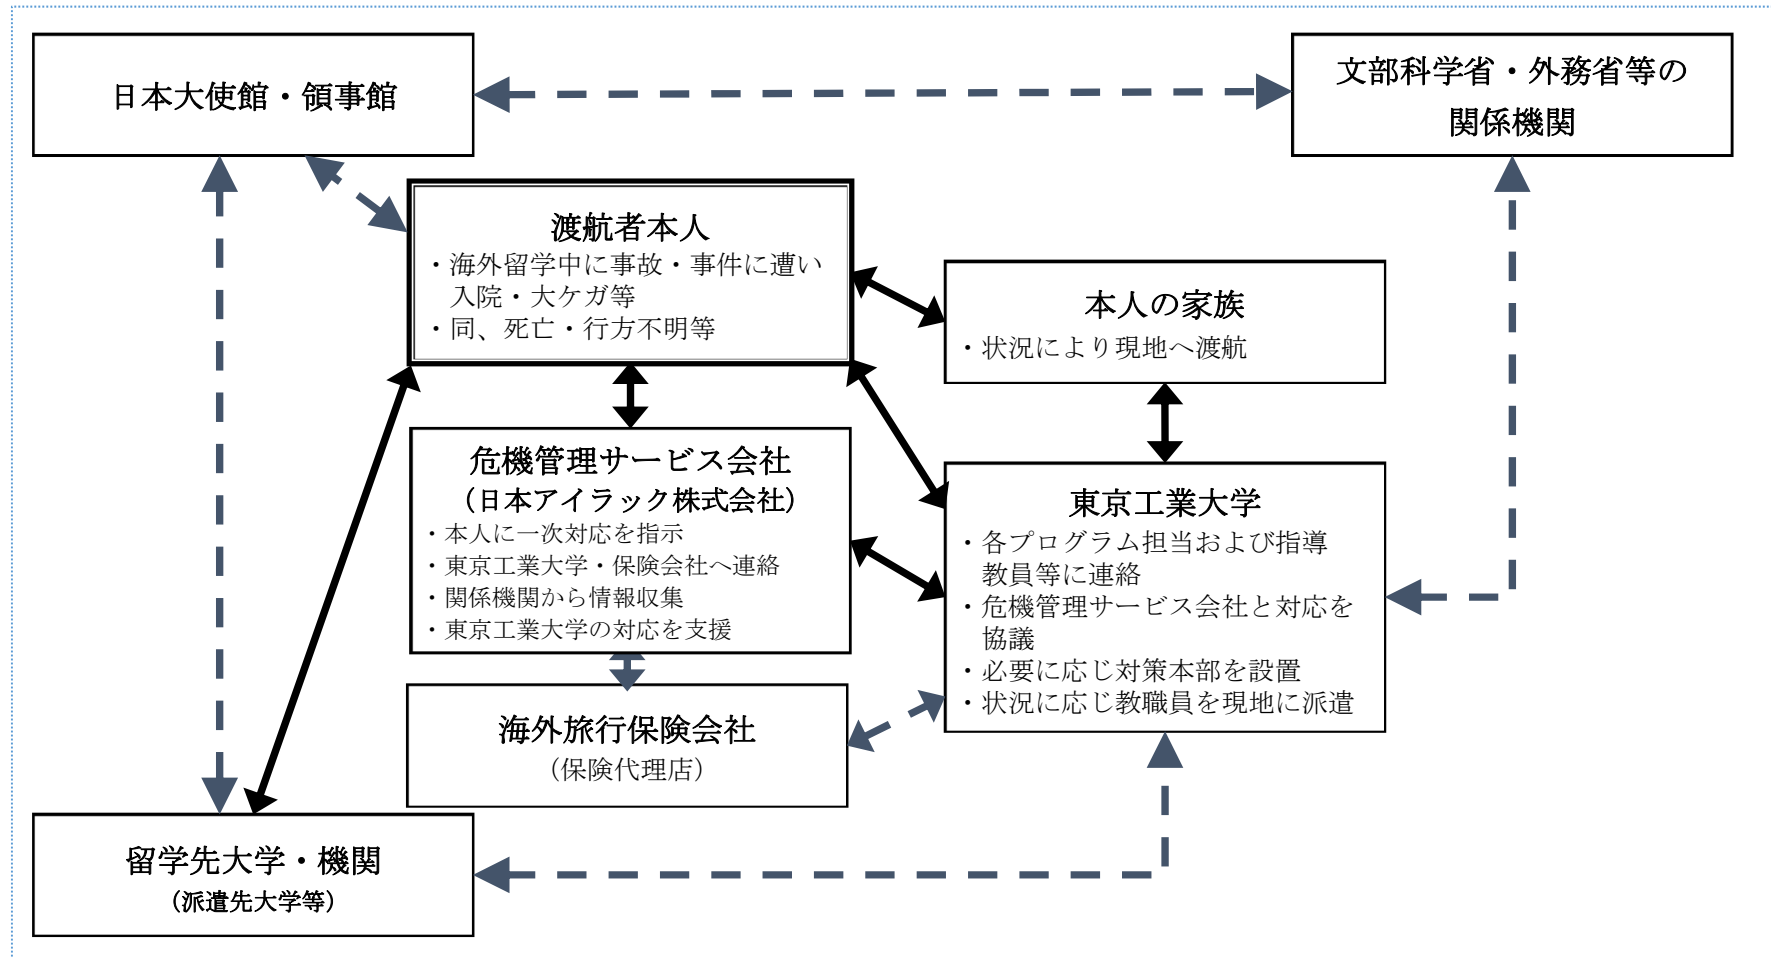 日本大使館・領事館
文部科学省・外務省等の
関係機関
渡航者本人
・海外留学中に事故・事件に遭い
入院・大ケガ等
・同、死亡・行方不明等
本人の家族
・状況により現地へ渡航
危機管理サービス会社
（日本アイラック株式会社）
・本人に一次対応を指示
・東京工業大学・保険会社へ連絡
・関係機関から情報収集
・東京工業大学の対応を支援
東京工業大学
・各プログラム担当および指導
教員等に連絡
・危機管理サービス会社と対応を
協議
・必要に応じ対策本部を設置
・状況に応じ教職員を現地に派遣
海外旅行保険会社
（保険代理店）
留学先大学・機関
（派遣先大学等）